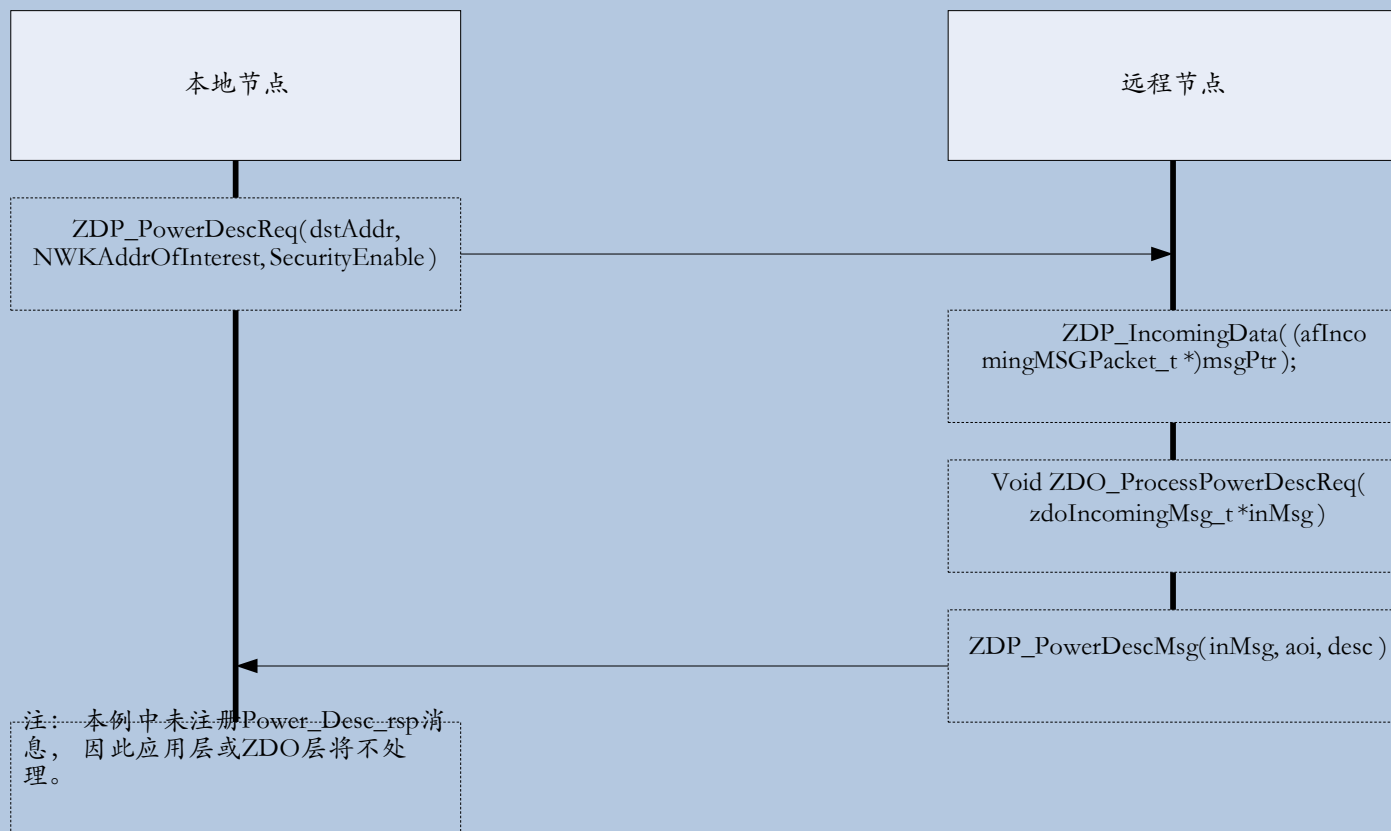 本地节点
远程节点
ZDP_PowerDescReq(dstAddr,
NWKAddrOfInterest, SecurityEnable)
ZDP_IncomingData( (afInco
mingMSGPacket_t *)msgPtr );
Void ZDO_ProcessPowerDescReq(
zdoIncomingMsg_t *inMsg )
ZDP_PowerDescMsg( inMsg, aoi, desc )
注： 本例中未注册Power_Desc_rsp消
息， 因此应用层或ZDO层将不处
理。